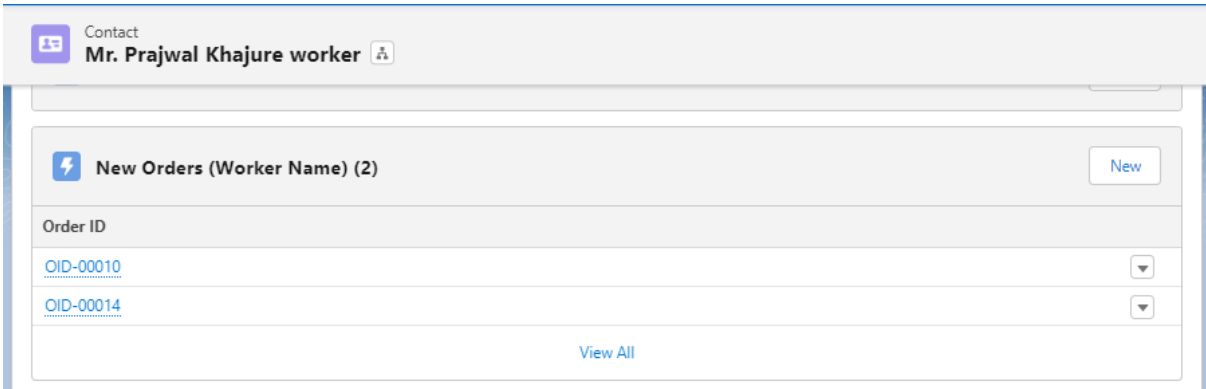 Contact
Mr. Prajwal Khajure worker
New Orders (Worker Name) (2)
New
Order ID
OID-00010
OID-00014
View All